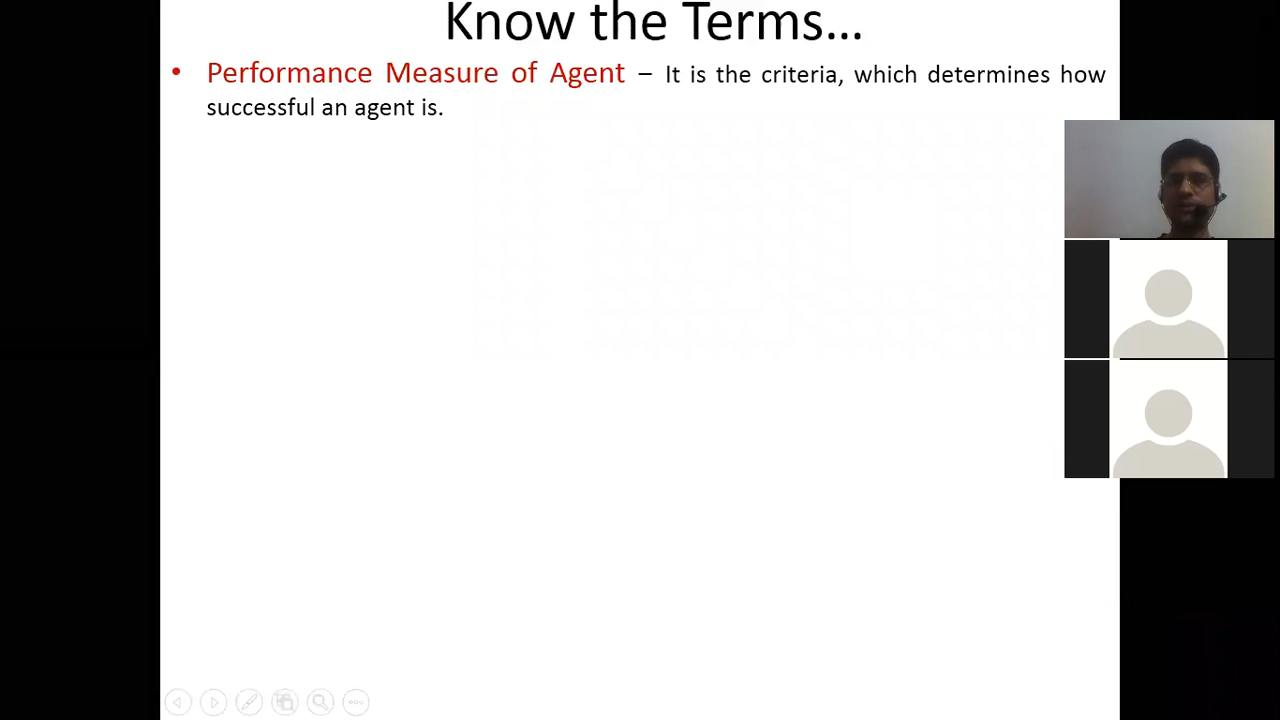 Know the Terms...
• Performance Measure of Agent – It is the criteria, which determines how
successful an agent is.